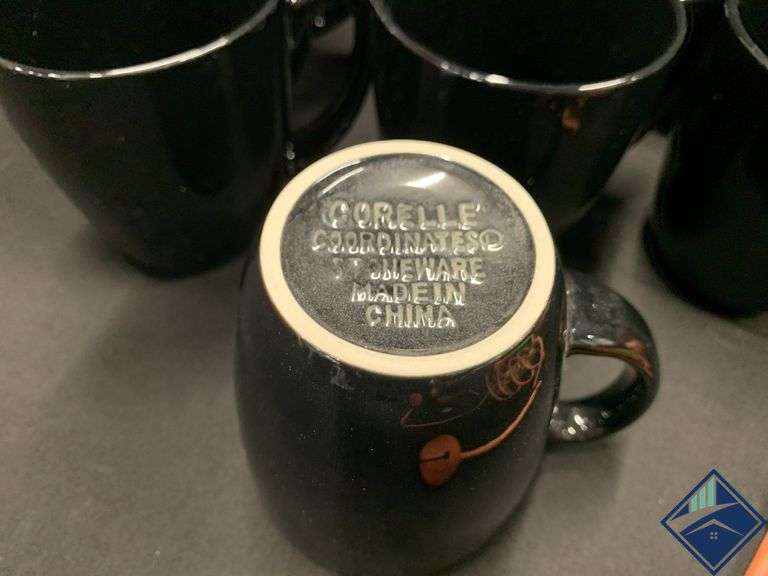 CORELLE
COORDINATES®
STONEWARE
MADE IN
CHINA